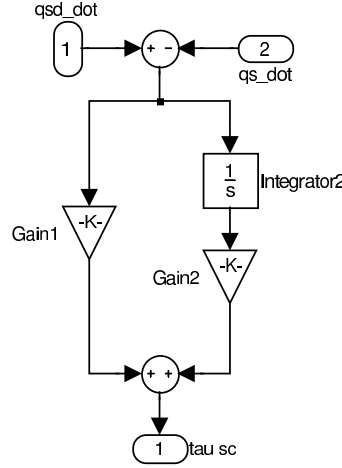 qsd_dot
1
+ -
2
qs_dot
1
s
Integrator2
-K-
Gain1
-K-
Gain2
+ +
1
tau sc